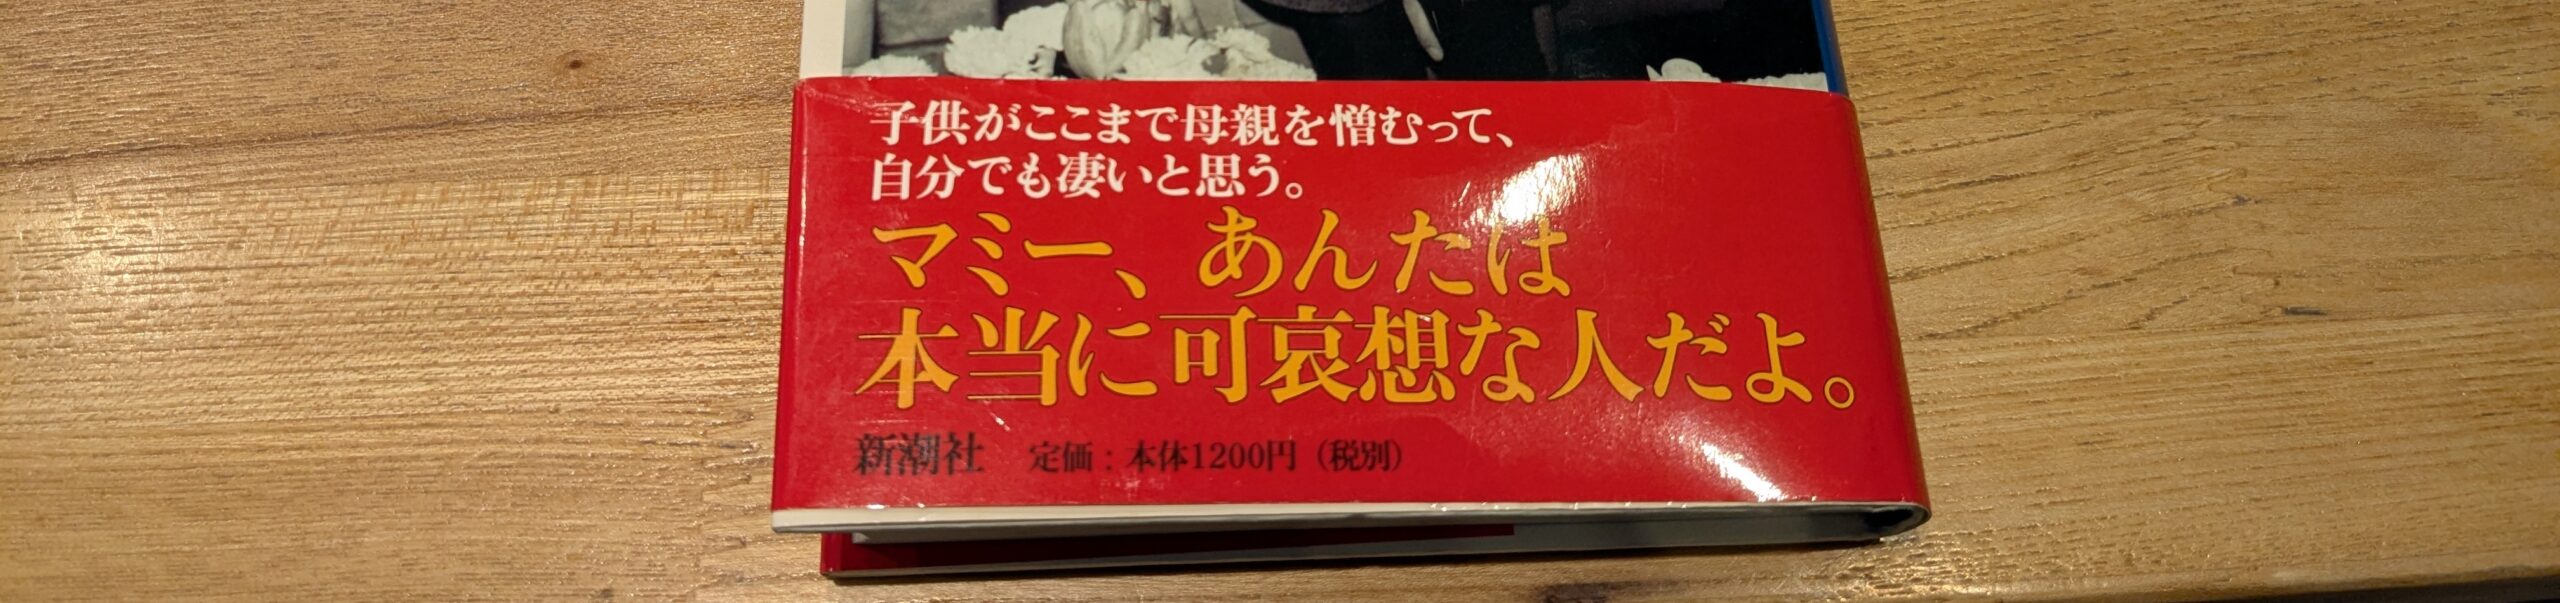 子供がここまで母親を憎むって、
自分でも凄いと思う。
マミー、あんたは
本当に可哀想な人だよ。
新潮社　定価：本体1200円（税別）